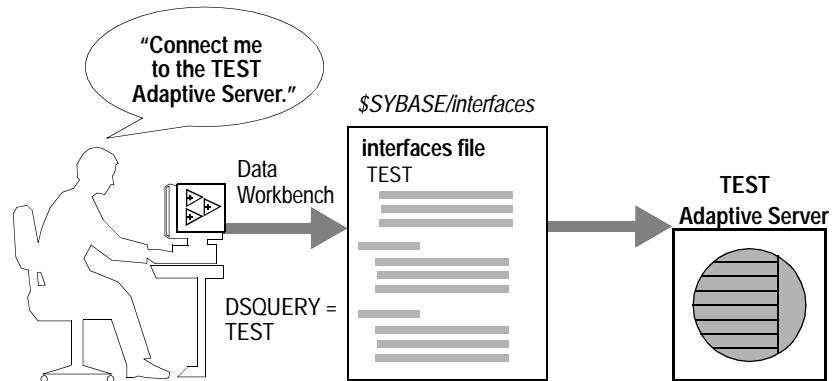 “Connect me
to the TEST
Adaptive Server.”
$SYBASE/interfaces
interfaces file
TEST
Data
Workbench
DSQUERY =
TEST
TEST
Adaptive Server